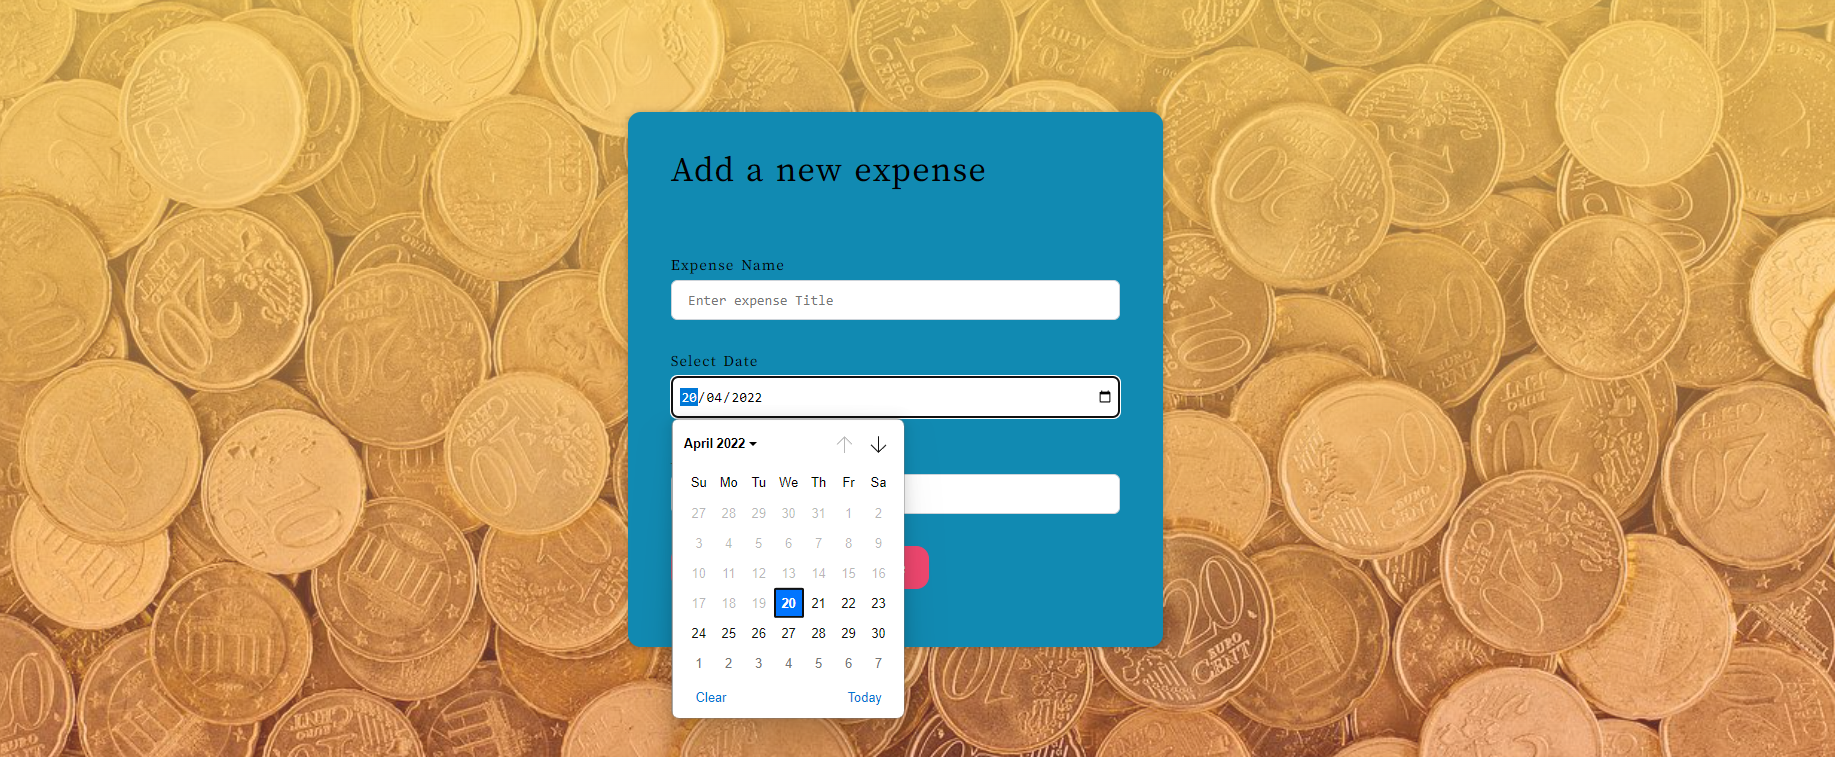 Add a new expense
Expense Name
Enter expense Title
Select Date
20/04/2022
April 2022
Su Mo Tu We Th Fr Sa
27 28 29 30 31 1 2
3 4 5 6 7 8 9
10 11 12 13 14 15 16
17 18 19 20 21 22 23
24 25 26 27 28 29 30
1 2 3 4 5 6 7
Clear Today